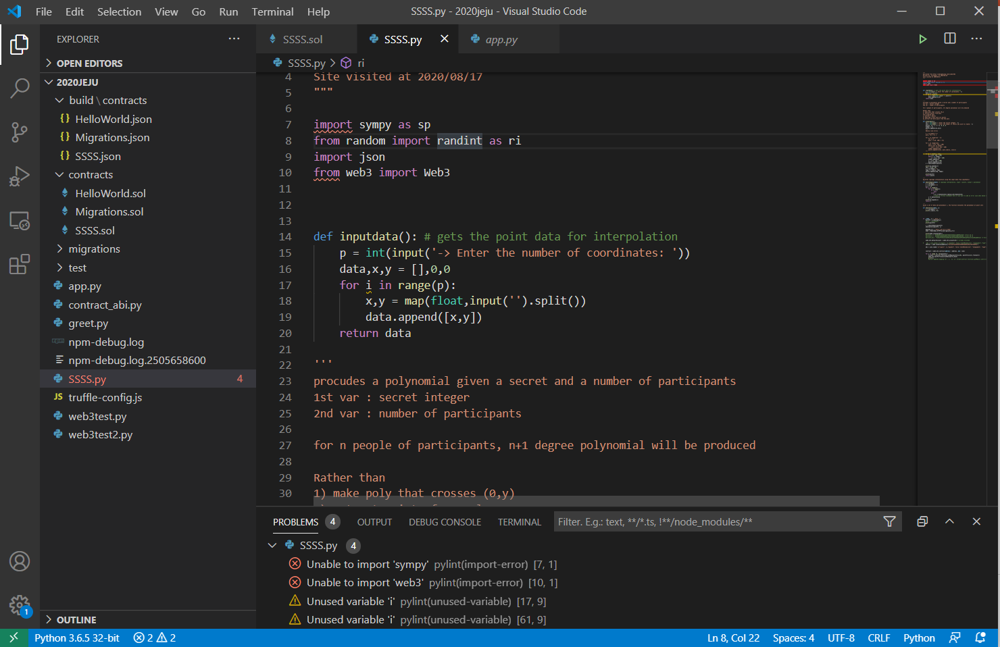 File Edit Selection View Go Run Terminal Help SSSS.py - 2020jeju - Visual Studio Code
EXPLORER
SSSS.sol SSSS.py app.py
OPEN EDITORS
2020JEJU
build \ contracts
HelloWorld.json
Migrations.json
SSSS.json
contracts
HelloWorld.sol
Migrations.sol
SSSS.sol
migrations
test
app.py
contract_abi.py
greet.py
npm-debug.log
npm-debug.log.2505658600
SSSS.py 4
JS truffle-config.js
web3test.py
web3test2.py
OUTLINE
SSSS.py > ri
4 Site visited at 2020/08/17
5 """
6
7 import sympy as sp
8 from random import randint as ri
9 import json
10 from web3 import Web3
11
12
13
14 def inputdata(): # gets the point data for interpolation
15 p = int(input('-> Enter the number of coordinates: '))
16 data,x,y = [],0,0
17 for i in range(p):
18 x,y = map(float,input('').split())
19 data.append([x,y])
20 return data
21
22 '''
23 procudes a polynomial given a secret and a number of participants
24 1st var : secret integer
25 2nd var : number of participants
26
27 for n people of participants, n+1 degree polynomial will be produced
28
29 Rather than
30 1) make poly that crosses (0,y)
PROBLEMS 4 OUTPUT DEBUG CONSOLE TERMINAL Filter. E.g.: text, **/*.ts, !**/node_modules/**
SSSS.py 4
Unable to import 'sympy' pylint(import-error) [7, 1]
Unable to import 'web3' pylint(import-error) [10, 1]
Unused variable 'i' pylint(unused-variable) [17, 9]
Unused variable 'i' pylint(unused-variable) [61, 9]
1
Python 3.6.5 32-bit 2 2 Ln 8, Col 22 Spaces: 4 UTF-8 CRLF Python